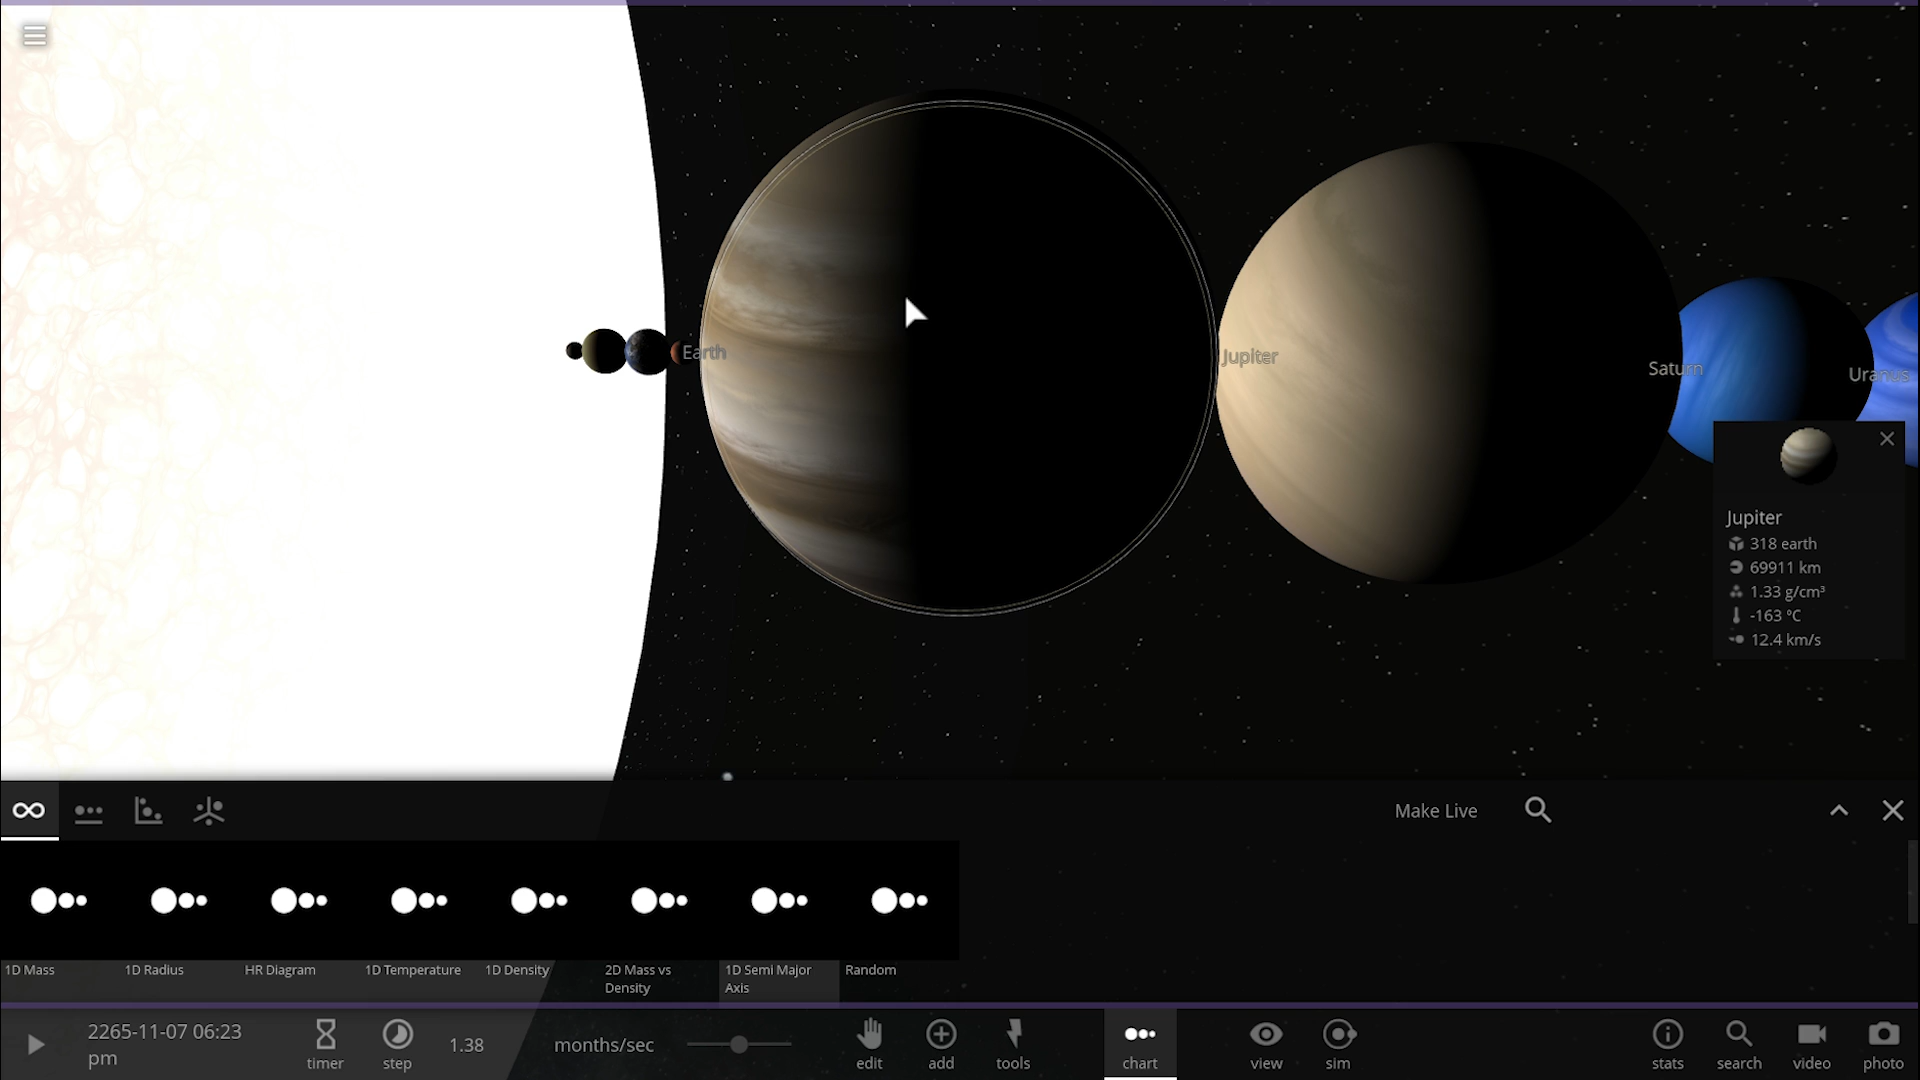 Earth
Jupiter
Saturn
Uranus
Jupiter
318 earth
69911 km
1.33 g/cm³
-163 °C
12.4 km/s
Make Live
1D Mass
1D Radius
HR Diagram
1D Temperature
1D Density
2D Mass vs
Density
1D Semi Major
Axis
Random
2265-11-07 06:23
pm
timer
step
1.38
months/sec
edit
add
tools
chart
view
sim
stats
search
video
photo